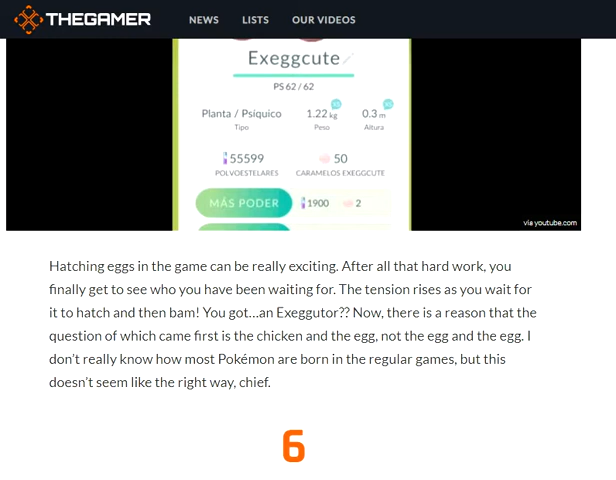 THEGAMER NEWS LISTS OUR VIDEOS
Exeggcute
PS 62 / 62
Planta / Psíquico 1.22 kg XS 0.3 m XS
Tipo Peso Altura
55599 50
POLVOESTELARES CARAMELOS EXEGGCUTE
MÁS PODER 1900 2
via youtube.com
Hatching eggs in the game can be really exciting. After all that hard work, you
finally get to see who you have been waiting for. The tension rises as you wait for
it to hatch and then bam! You got...an Exeggutor?? Now, there is a reason that the
question of which came first is the chicken and the egg, not the egg and the egg. I
don't really know how most Pokémon are born in the regular games, but this
doesn't seem like the right way, chief.
6